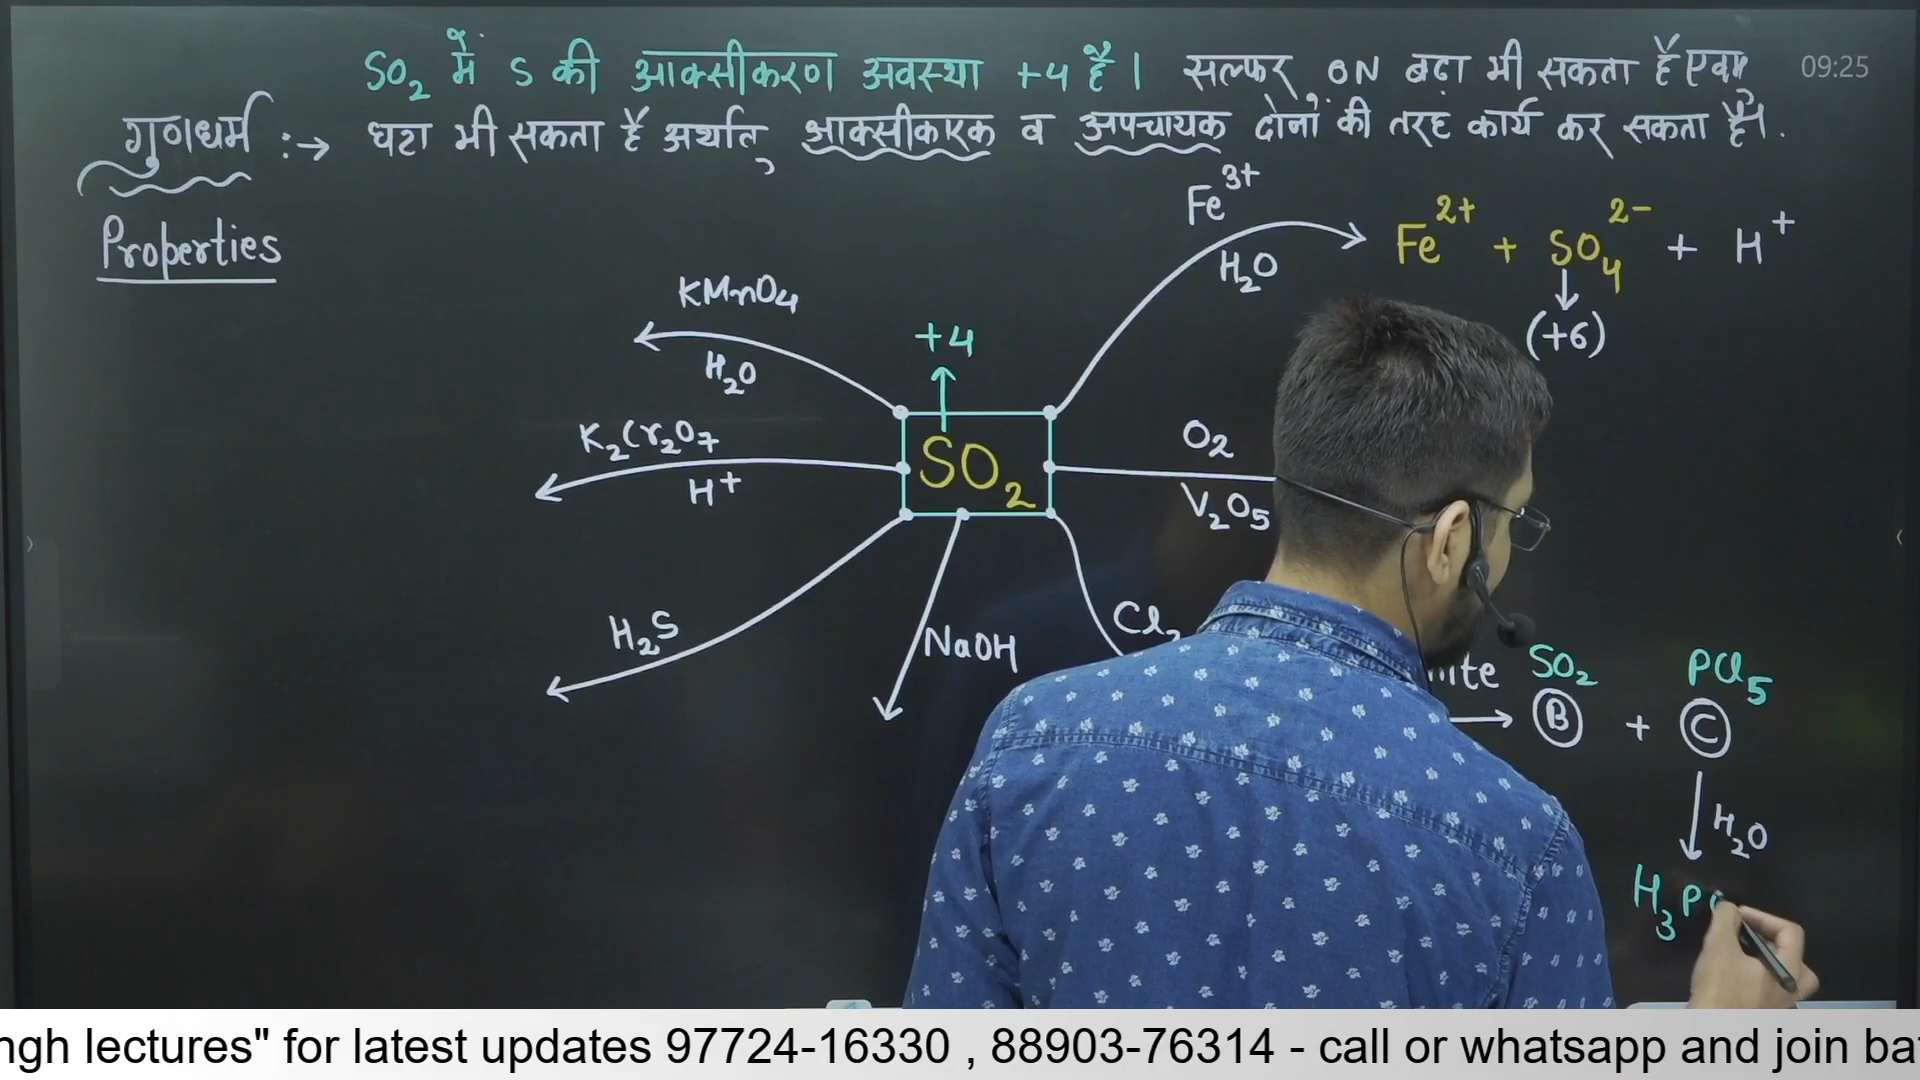 SO₂ में S की आक्सीकरण अवस्था +4 है। सल्फर ON बढ़ा भी सकता है एवम
09:25
गुणधर्म :→ घटा भी सकता है अर्थात, आक्सीकारक व अपचायक दोनों की तरह कार्य कर सकता है।
Properties
Fe³⁺
H₂O
Fe²⁺ + SO₄²⁻ + H⁺
(+6)
KMnO₄
H₂O
+4
SO₂
K₂Cr₂O₇
H⁺
O₂
V₂O₅
H₂S
NaOH
Cl₂
SO₂ PCl₅
B + C
H₂O
H₃P
ngh lectures" for latest updates 97724-16330 , 88903-76314 - call or whatsapp and join ba